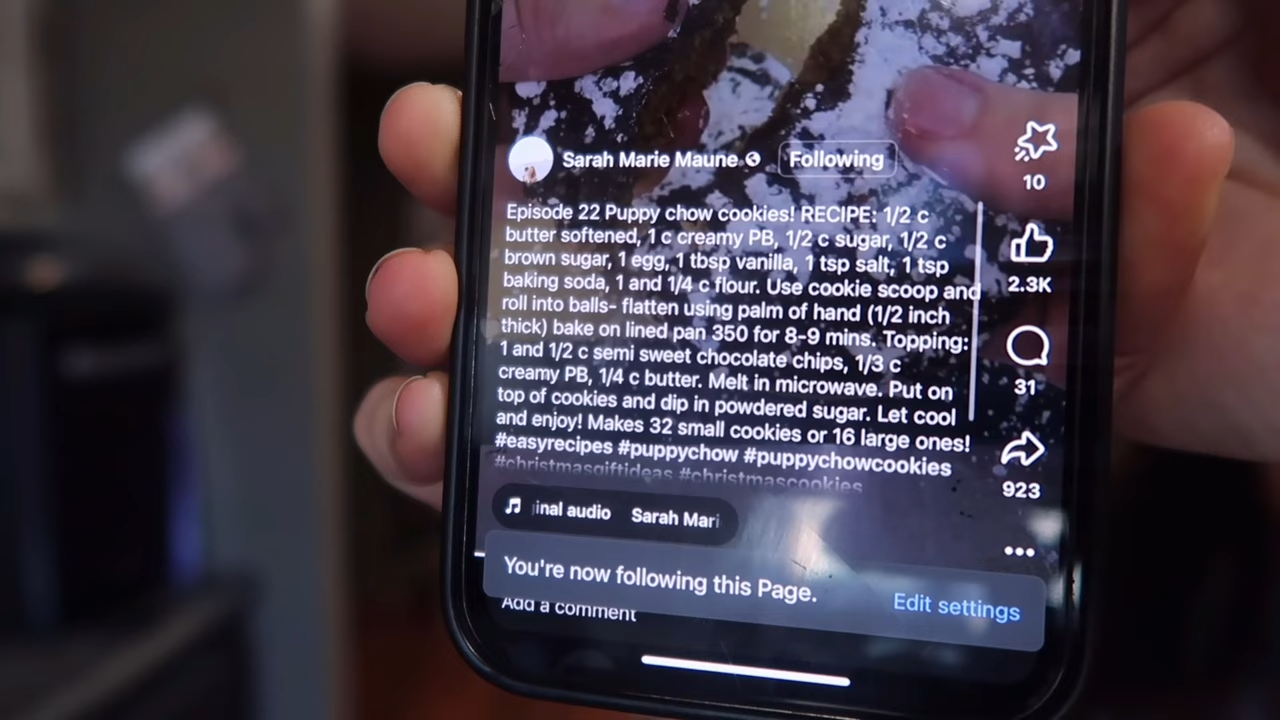 Sarah Marie Maune
Following
10
Episode 22 Puppy chow cookies! RECIPE: 1/2 c
butter softened, 1 c creamy PB, 1/2 c sugar, 1/2 c
brown sugar, 1 egg, 1 tbsp vanilla, 1 tsp salt, 1 tsp
baking soda, 1 and 1/4 c flour. Use cookie scoop and
roll into balls- flatten using palm of hand (1/2 inch
thick) bake on lined pan 350 for 8-9 mins. Topping:
1 and 1/2 c semi sweet chocolate chips, 1/3 c
creamy PB, 1/4 c butter. Melt in microwave. Put on
top of cookies and dip in powdered sugar. Let cool
and enjoy! Makes 32 small cookies or 16 large ones!
#easyrecipes #puppychow #puppychowcookies
#christmasgiftideas #christmascookies
2.3K
31
923
inal audio Sarah Mari
You're now following this Page.
Edit settings
Add a comment